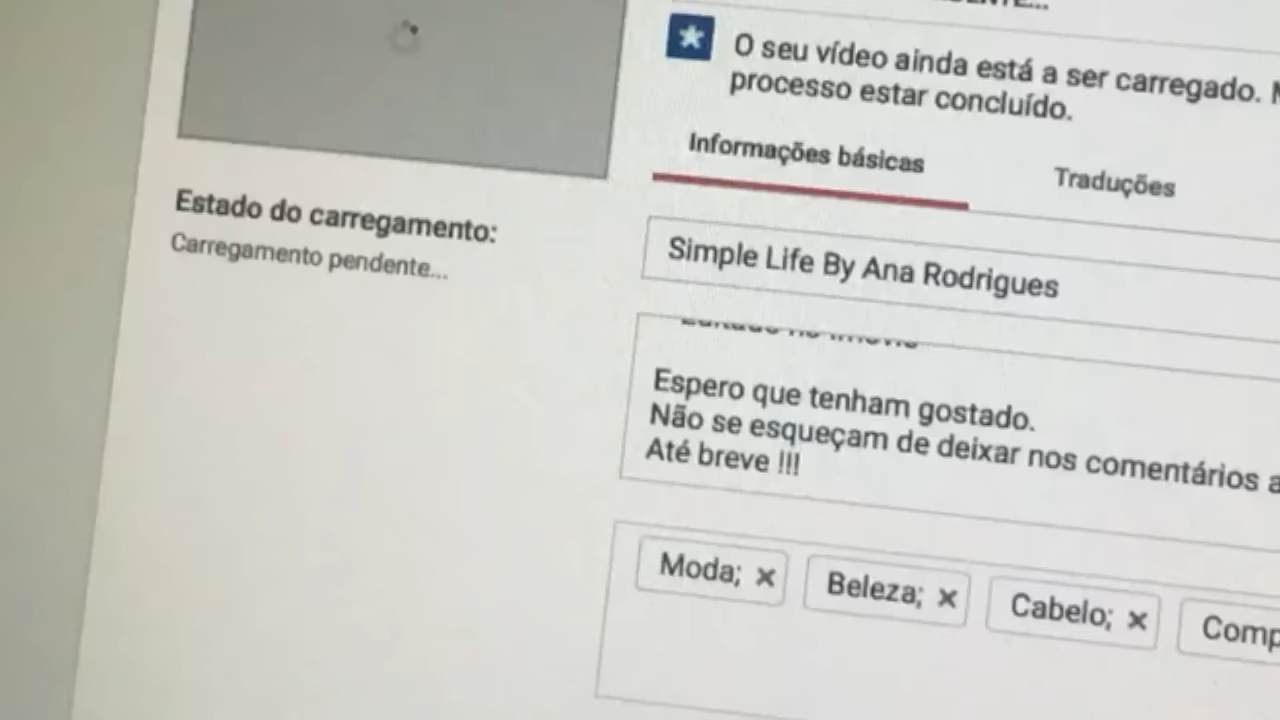 O seu vídeo ainda está a ser carregado.
processo estar concluído.
Informações básicas
Traduções
Estado do carregamento:
Carregamento pendente...
Simple Life By Ana Rodrigues
Espero que tenham gostado.
Não se esqueçam de deixar nos comentários a
Até breve !!!
Moda; × Beleza; × Cabelo; ×